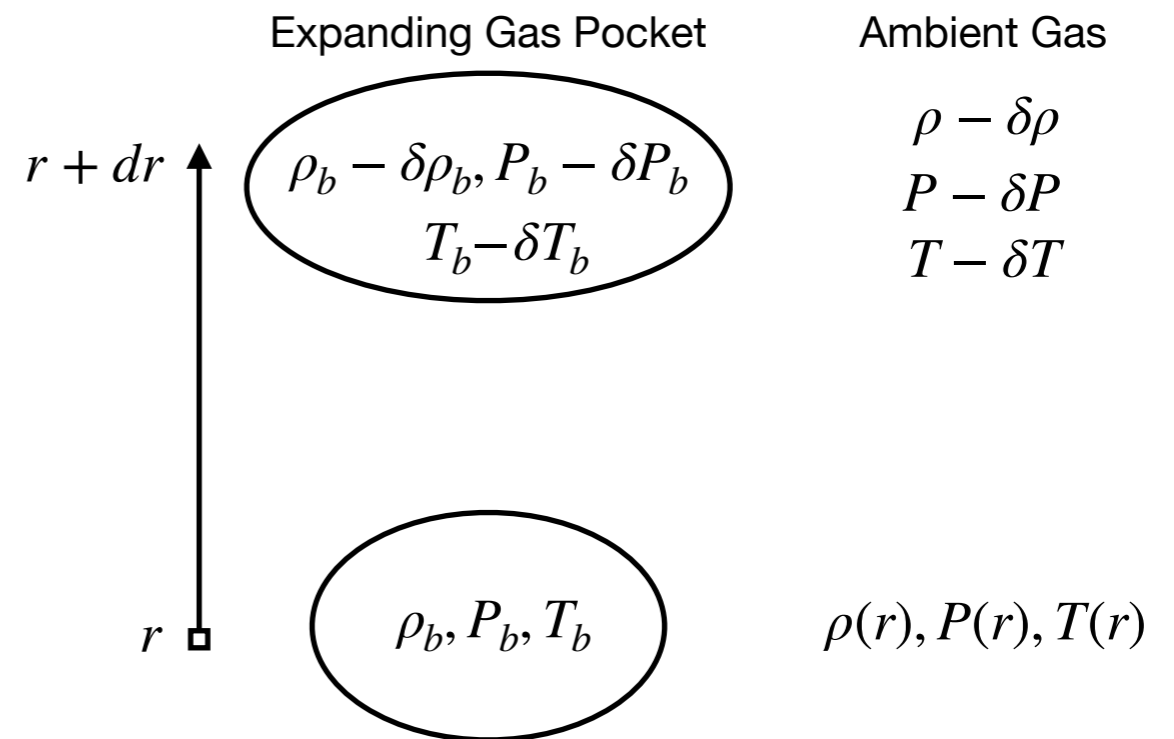 Expanding Gas Pocket
Ambient Gas
r + dr
ρ_b − δρ_b, P_b − δP_b
T_b−δT_b
ρ − δρ
P − δP
T − δT
r
ρ_b, P_b, T_b
ρ(r), P(r), T(r)